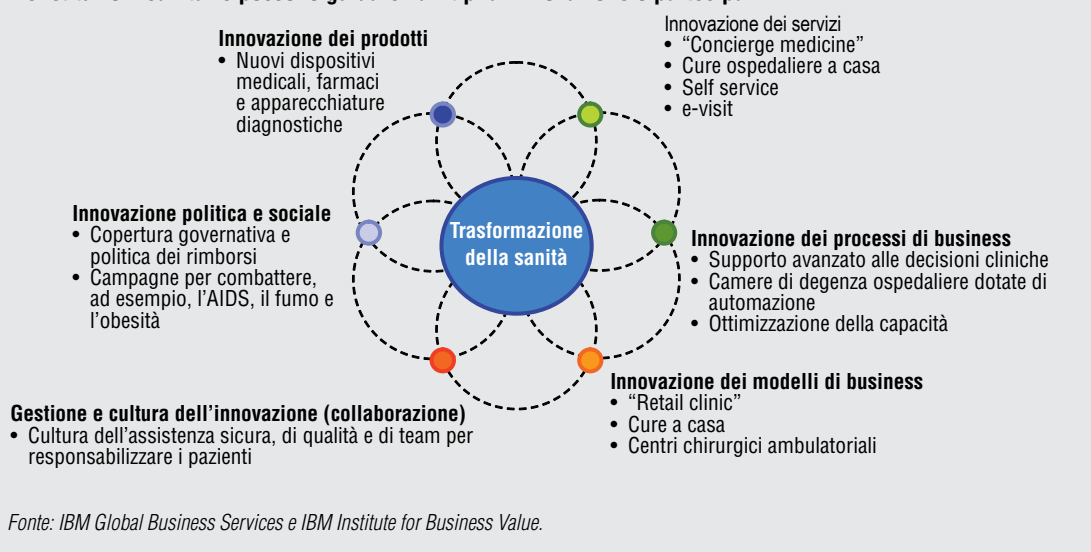 Innovazione dei prodotti
• Nuovi dispositivi
medicali, farmaci
e apparecchiature
diagnostiche
Innovazione dei servizi
• “Concierge medicine”
• Cure ospedaliere a casa
• Self service
• e-visit
Innovazione politica e sociale
• Copertura governativa e
politica dei rimborsi
• Campagne per combattere,
ad esempio, l’AIDS, il fumo e
l’obesità
Trasformazione
della sanità
Innovazione dei processi di business
• Supporto avanzato alle decisioni cliniche
• Camere di degenza ospedaliere dotate di
automazione
• Ottimizzazione della capacità
Innovazione dei modelli di business
• “Retail clinic”
• Cure a casa
• Centri chirurgici ambulatoriali
Gestione e cultura dell’innovazione (collaborazione)
• Cultura dell’assistenza sicura, di qualità e di team per
responsabilizzare i pazienti
Fonte: IBM Global Business Services e IBM Institute for Business Value.